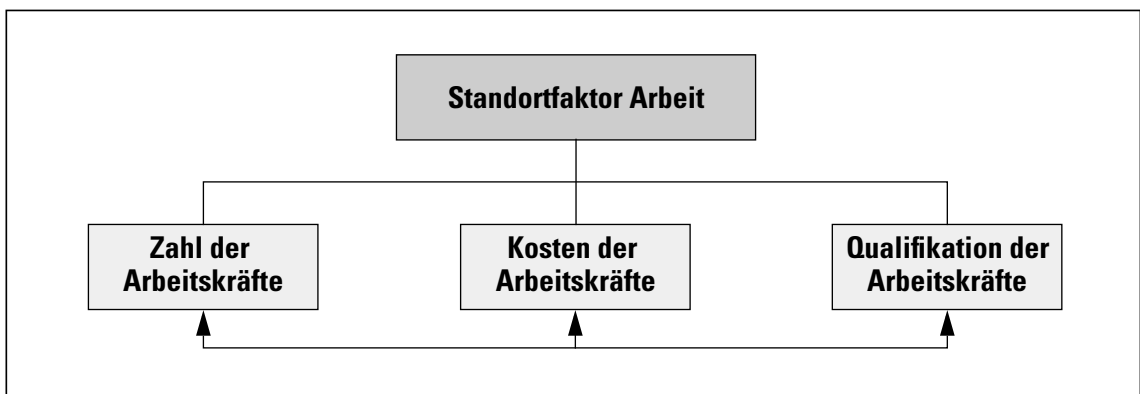 Standortfaktor Arbeit
Zahl der
Arbeitskräfte
Kosten der
Arbeitskräfte
Qualifikation der
Arbeitskräfte